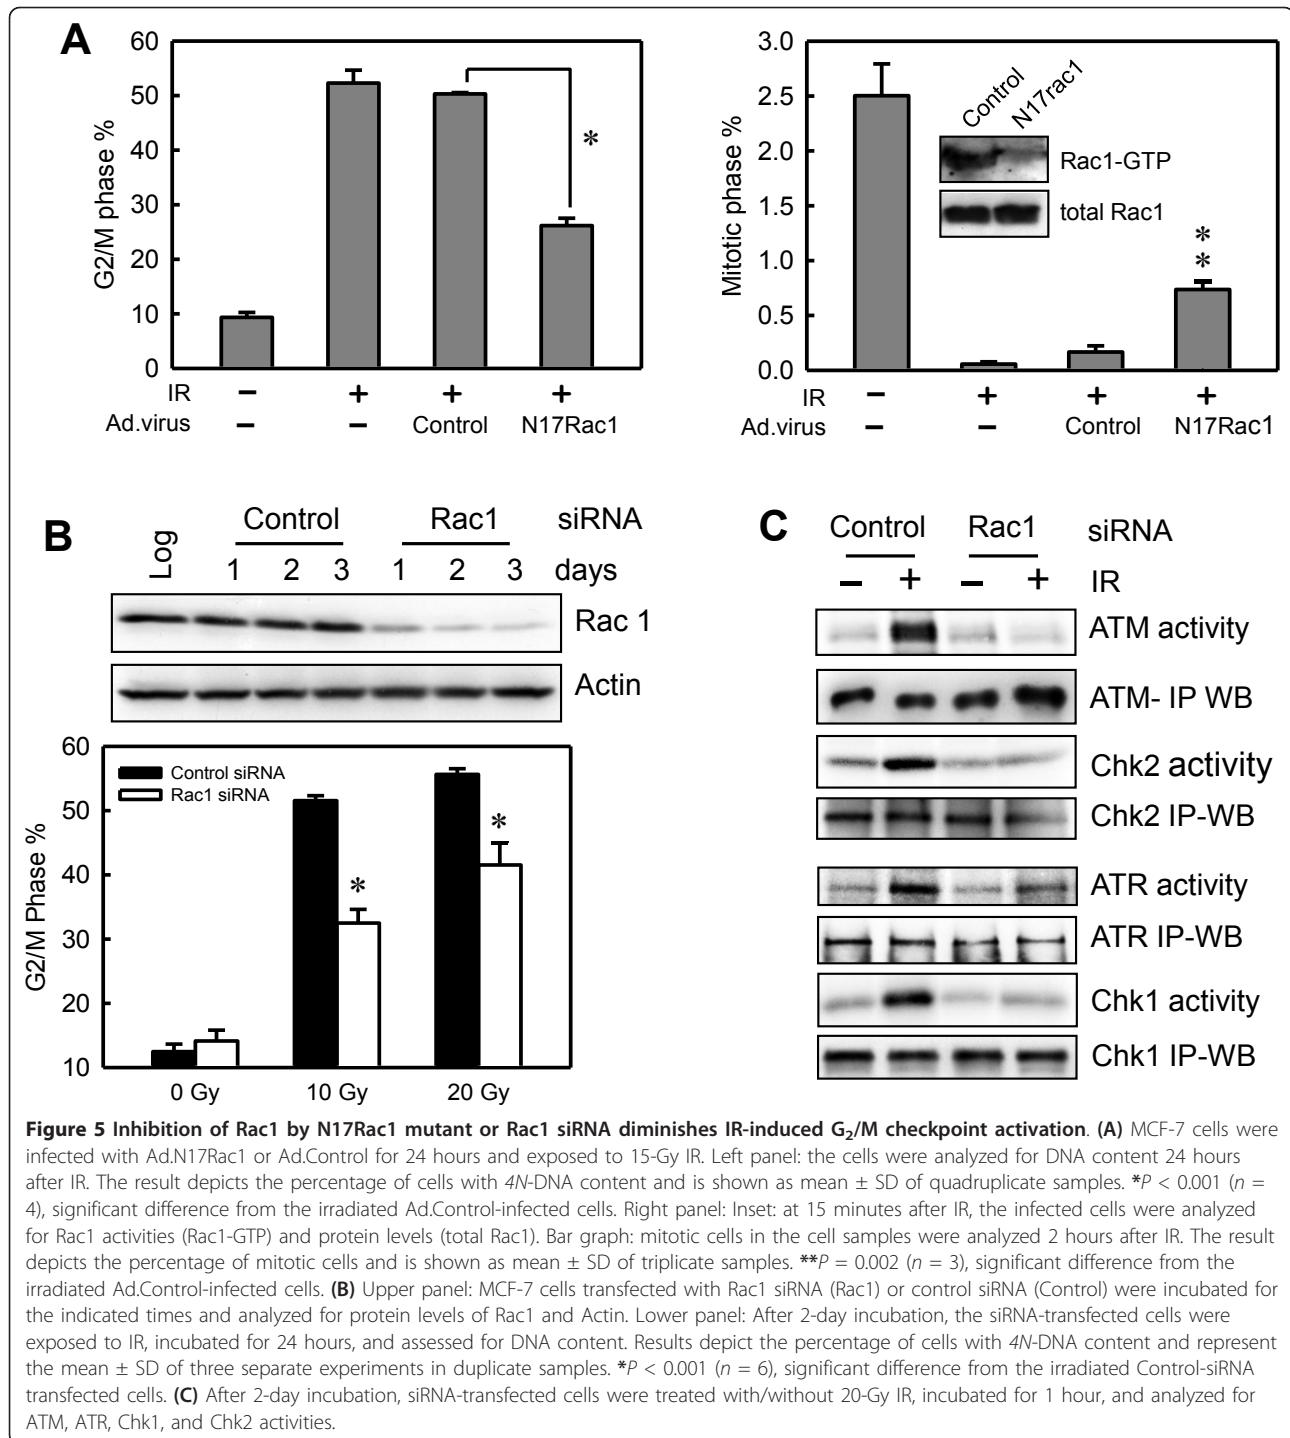 A
60
50
40
30
20
10
0
G2/M phase %
*
IR − + + +
Ad.virus − − Control N17Rac1
3.0
2.5
2.0
1.5
1.0
0.5
0.0
Mitotic phase %
Control N17rac1
Rac1-GTP
total Rac1
*
*
IR − + + +
Ad.virus − − Control N17Rac1
B
Control Rac1 siRNA
Log 1 2 3 1 2 3 days
Rac 1
Actin
60
50
40
30
20
10
G2/M Phase %
Control siRNA
Rac1 siRNA
*
*
0 Gy 10 Gy 20 Gy
C
Control Rac1 siRNA
− + − + IR
ATM activity
ATM- IP WB
Chk2 activity
Chk2 IP-WB
ATR activity
ATR IP-WB
Chk1 activity
Chk1 IP-WB
Figure 5 Inhibition of Rac1 by N17Rac1 mutant or Rac1 siRNA diminishes IR-induced G₂/M checkpoint activation. (A) MCF-7 cells were
infected with Ad.N17Rac1 or Ad.Control for 24 hours and exposed to 15-Gy IR. Left panel: the cells were analyzed for DNA content 24 hours
after IR. The result depicts the percentage of cells with 4N-DNA content and is shown as mean ± SD of quadruplicate samples. *P < 0.001 (n =
4), significant difference from the irradiated Ad.Control-infected cells. Right panel: Inset: at 15 minutes after IR, the infected cells were analyzed
for Rac1 activities (Rac1-GTP) and protein levels (total Rac1). Bar graph: mitotic cells in the cell samples were analyzed 2 hours after IR. The result
depicts the percentage of mitotic cells and is shown as mean ± SD of triplicate samples. **P = 0.002 (n = 3), significant difference from the
irradiated Ad.Control-infected cells. (B) Upper panel: MCF-7 cells transfected with Rac1 siRNA (Rac1) or control siRNA (Control) were incubated for
the indicated times and analyzed for protein levels of Rac1 and Actin. Lower panel: After 2-day incubation, the siRNA-transfected cells were
exposed to IR, incubated for 24 hours, and assessed for DNA content. Results depict the percentage of cells with 4N-DNA content and represent
the mean ± SD of three separate experiments in duplicate samples. *P < 0.001 (n = 6), significant difference from the irradiated Control-siRNA
transfected cells. (C) After 2-day incubation, siRNA-transfected cells were treated with/without 20-Gy IR, incubated for 1 hour, and analyzed for
ATM, ATR, Chk1, and Chk2 activities.